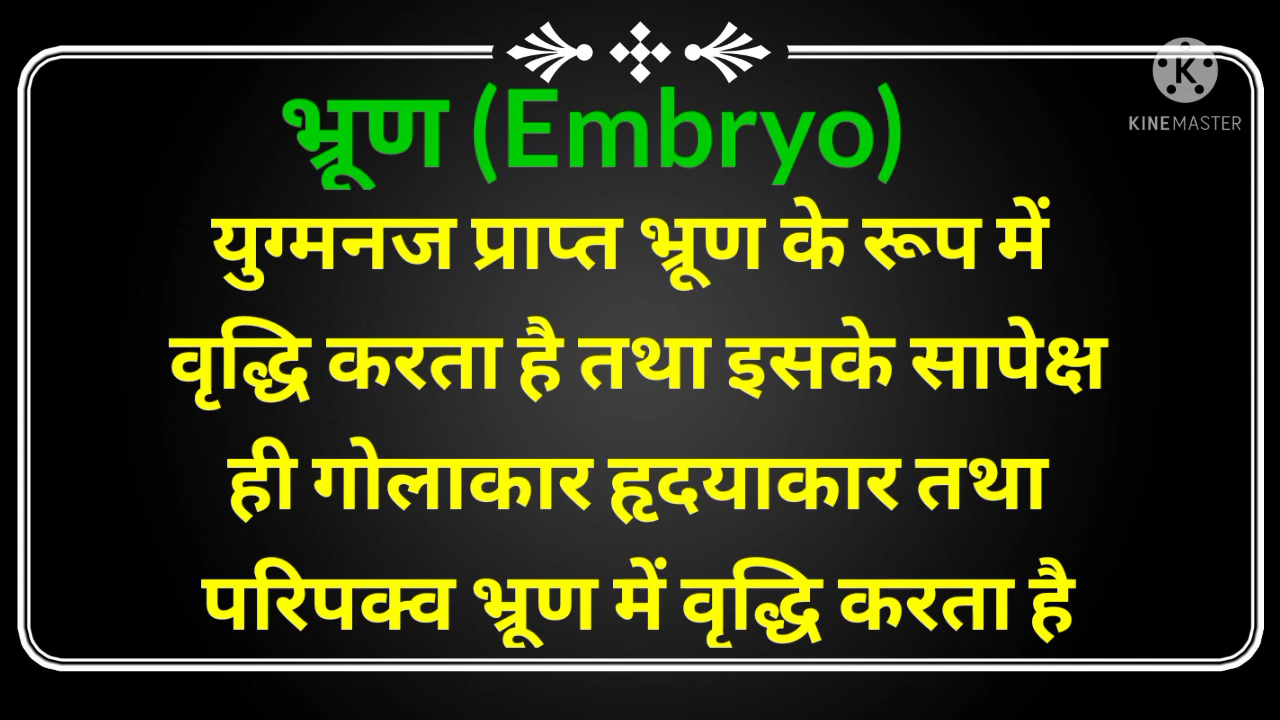 भ्रूण (Embryo)
K
KINEMASTER
युग्मनज प्राप्त भ्रूण के रूप में
वृद्धि करता है तथा इसके सापेक्ष
ही गोलाकार हृदयाकार तथा
परिपक्व भ्रूण में वृद्धि करता है